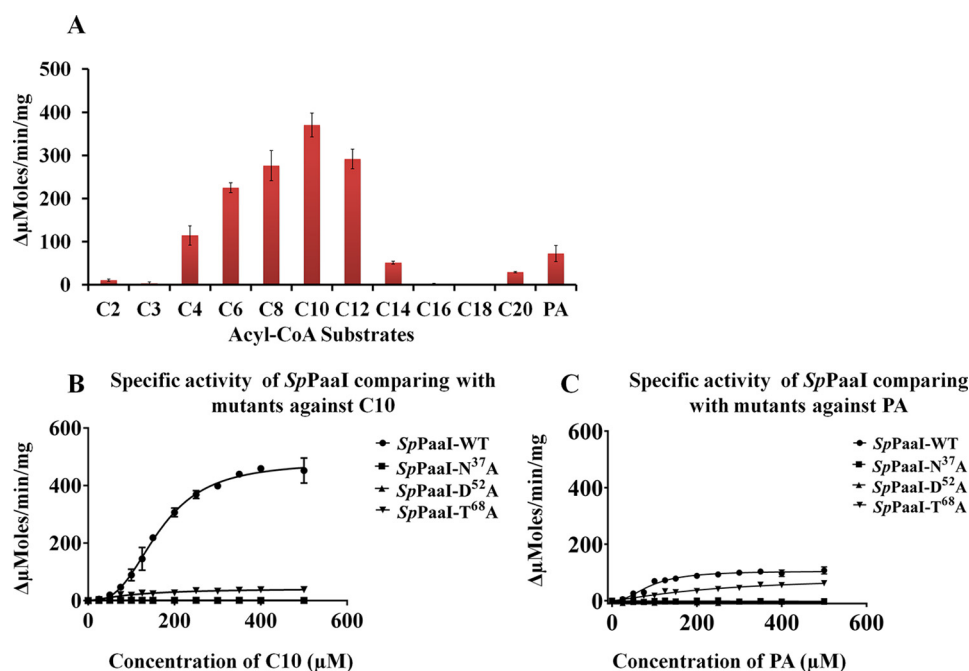 A
ΔµMoles/min/mg
500
400
300
200
100
0
C2 C3 C4 C6 C8 C10 C12 C14 C16 C18 C20 PA
Acyl-CoA Substrates
B
Specific activity of SpPaaI comparing with
mutants against C10
ΔµMoles/min/mg
600
400
200
0
0 200 400 600
SpPaaI-WT
SpPaaI-N37A
SpPaaI-D52A
SpPaaI-T68A
Concentration of C10 (µM)
C
Specific activity of SpPaaI comparing
with mutants against PA
ΔµMoles/min/mg
600
400
200
0
0 200 400 600
SpPaaI-WT
SpPaaI-N37A
SpPaaI-D52A
SpPaaI-T68A
Concentration of PA (µM)